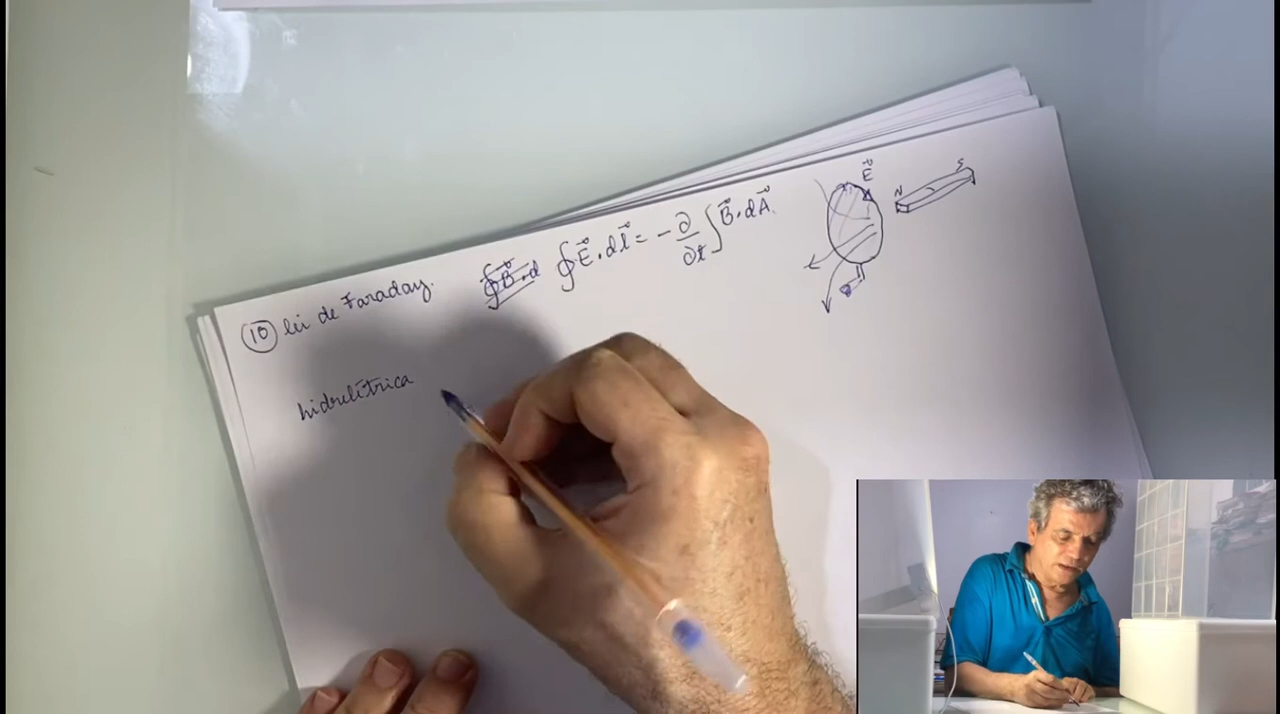 ⑩ lei de Faraday. ∮E⃗.dl⃗ = - ∂/∂t ∫B⃗.dA⃗
E⃗
N S
hidrelétrica